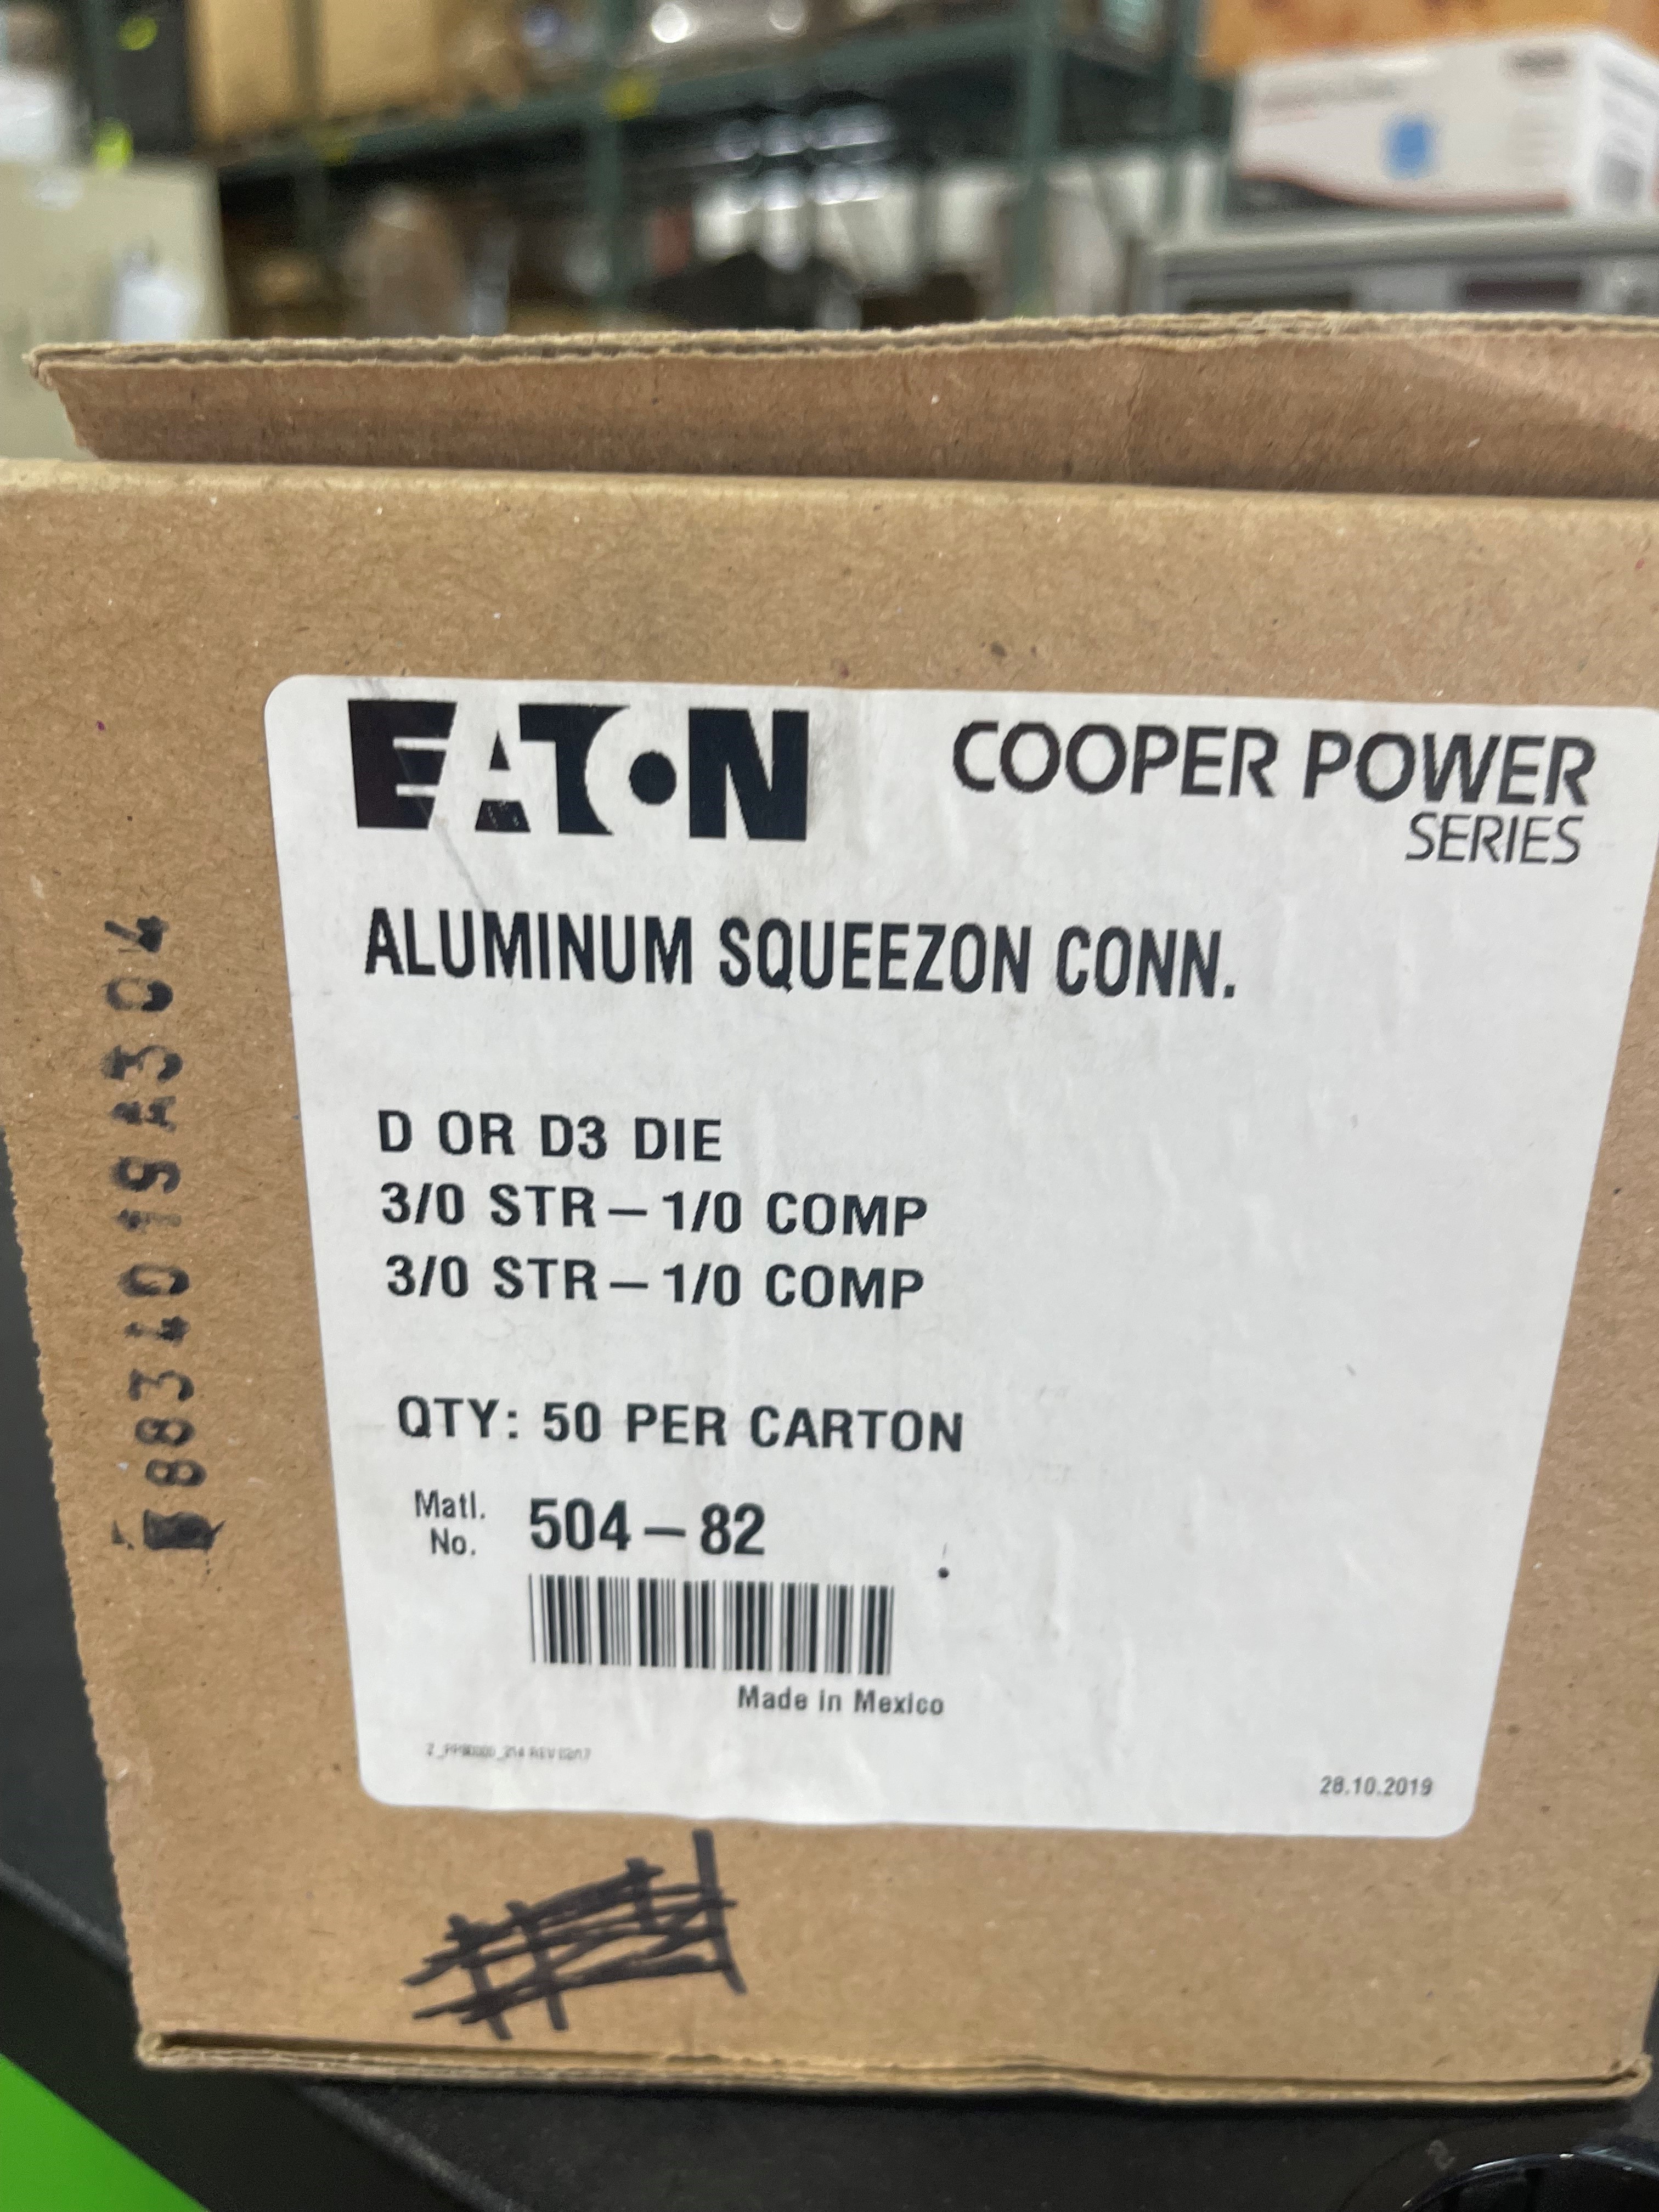 EATON
COOPER POWER
SERIES
ALUMINUM SQUEEZON CONN.
D OR D3 DIE
3/0 STR – 1/0 COMP
3/0 STR – 1/0 COMP
QTY: 50 PER CARTON
Matl.
No.
504 – 82
Made in Mexico
28.10.2019